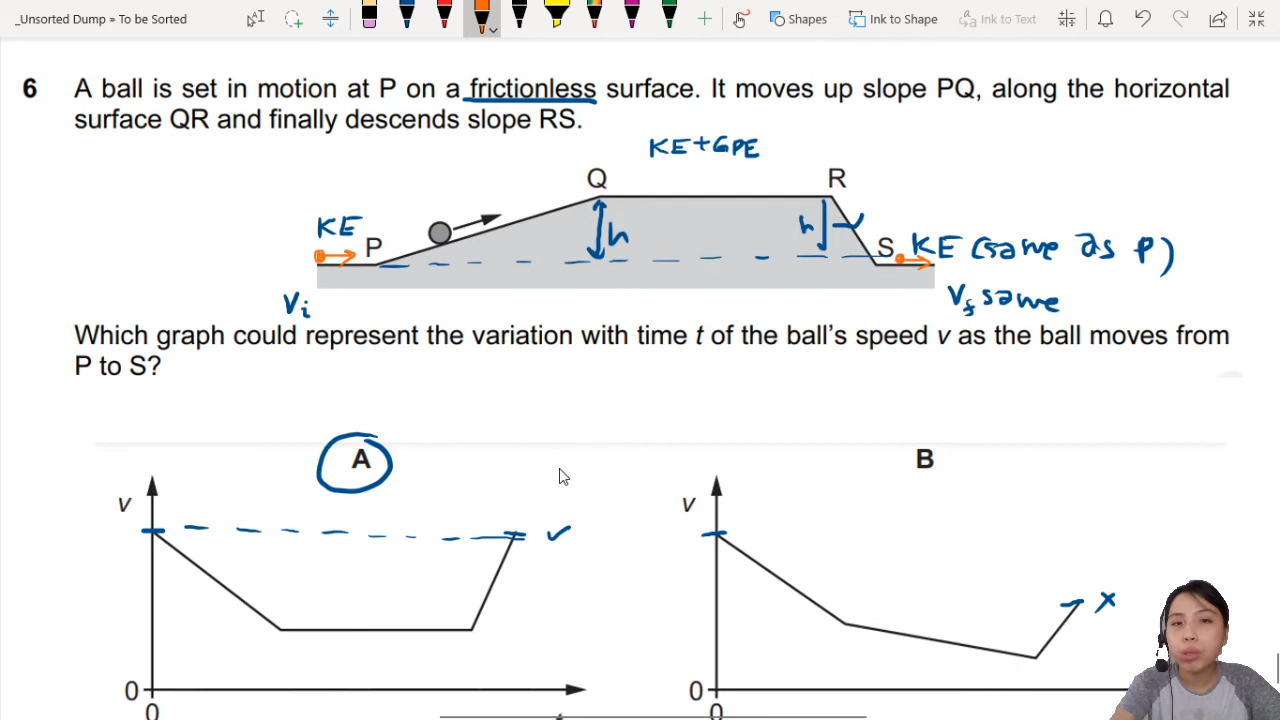 _Unsorted Dump » To be Sorted
Shapes
Ink to Shape
Ink to Text
6 A ball is set in motion at P on a frictionless surface. It moves up slope PQ, along the horizontal
surface QR and finally descends slope RS.
KE+GPE
Q
R
KE
P
h
h
S
KE (same as P)
Vi
Vf same
Which graph could represent the variation with time t of the ball's speed v as the ball moves from
P to S?
A
B
v
v
0
0
0
0